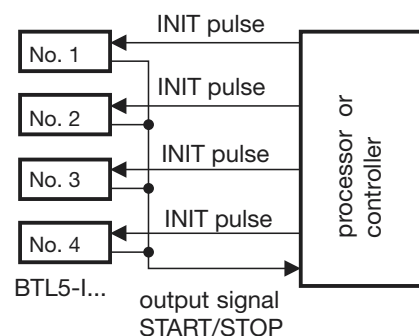 INIT pulse
No. 1
INIT pulse
No. 2
INIT pulse
No. 3
INIT pulse
No. 4
BTL5-I...
output signal
START/STOP
processor or
controller